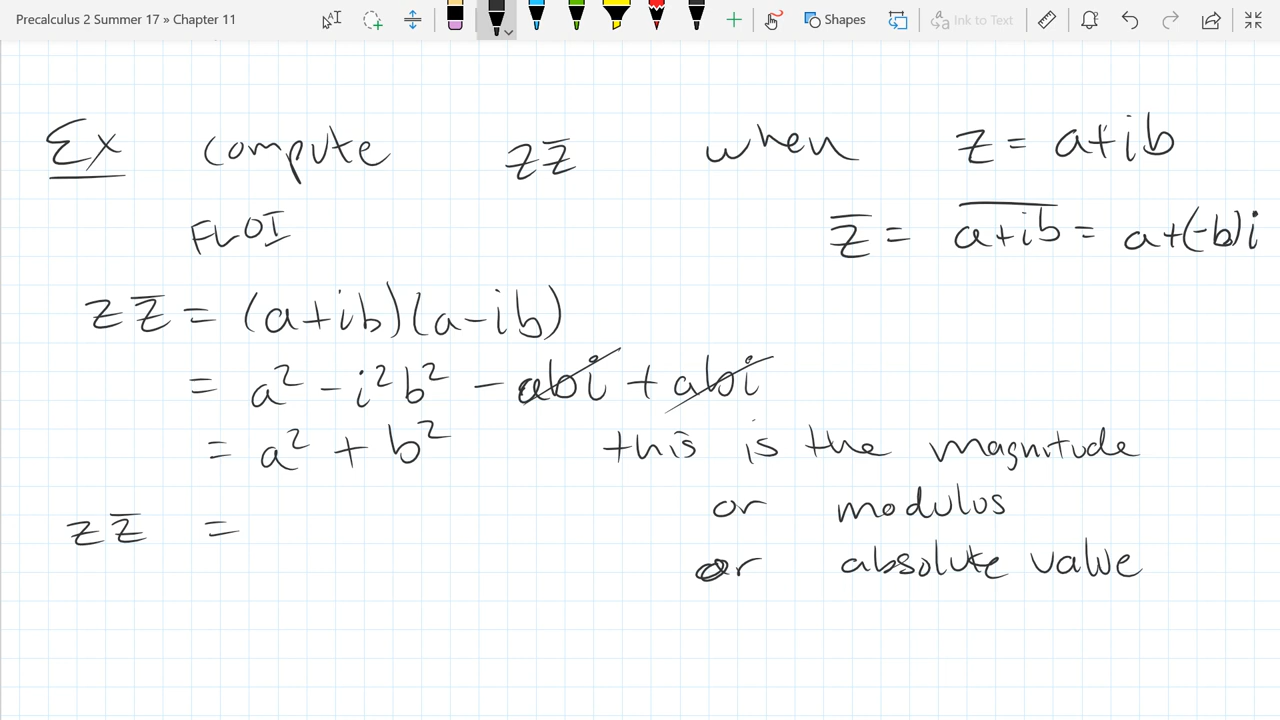 Precalculus 2 Summer 17 » Chapter 11
Shapes
Ink to Text
Ex compute zz̅ when z = a+ib
FLOI
z̅ = \overline{a+ib} = a+(-b)i
zz̅ = (a+ib)(a-ib)
= a² - i²b² - abi + abi
= a² + b² this is the magnitude
or modulus
zz̅ =
or absolute value